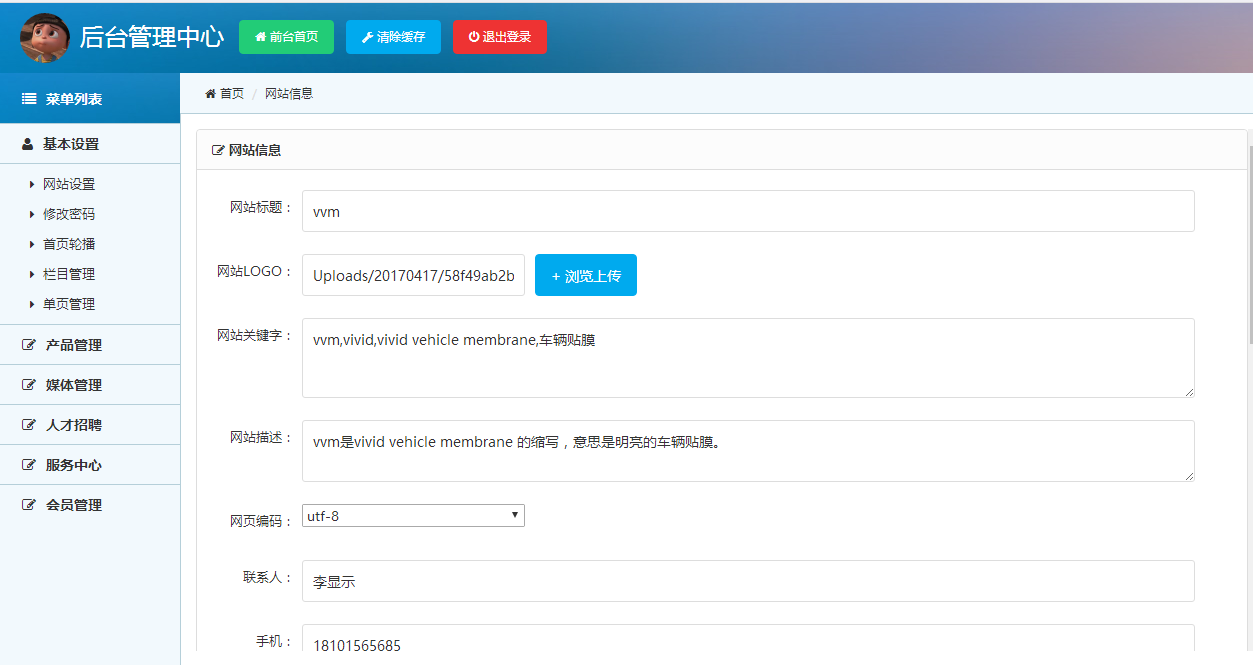 后台管理中心 前台首页 清除缓存 退出登录
菜单列表
基本设置
网站设置
修改密码
首页轮播
栏目管理
单页管理
产品管理
媒体管理
人才招聘
服务中心
会员管理
首页 / 网站信息
网站信息
网站标题： vvm
网站LOGO： Uploads/20170417/58f49ab2b + 浏览上传
网站关键字： vvm,vivid,vivid vehicle membrane,车辆贴膜
网站描述： vvm是vivid vehicle membrane 的缩写，意思是明亮的车辆贴膜。
网页编码： utf-8
联系人： 李显示
手机： 18101565685